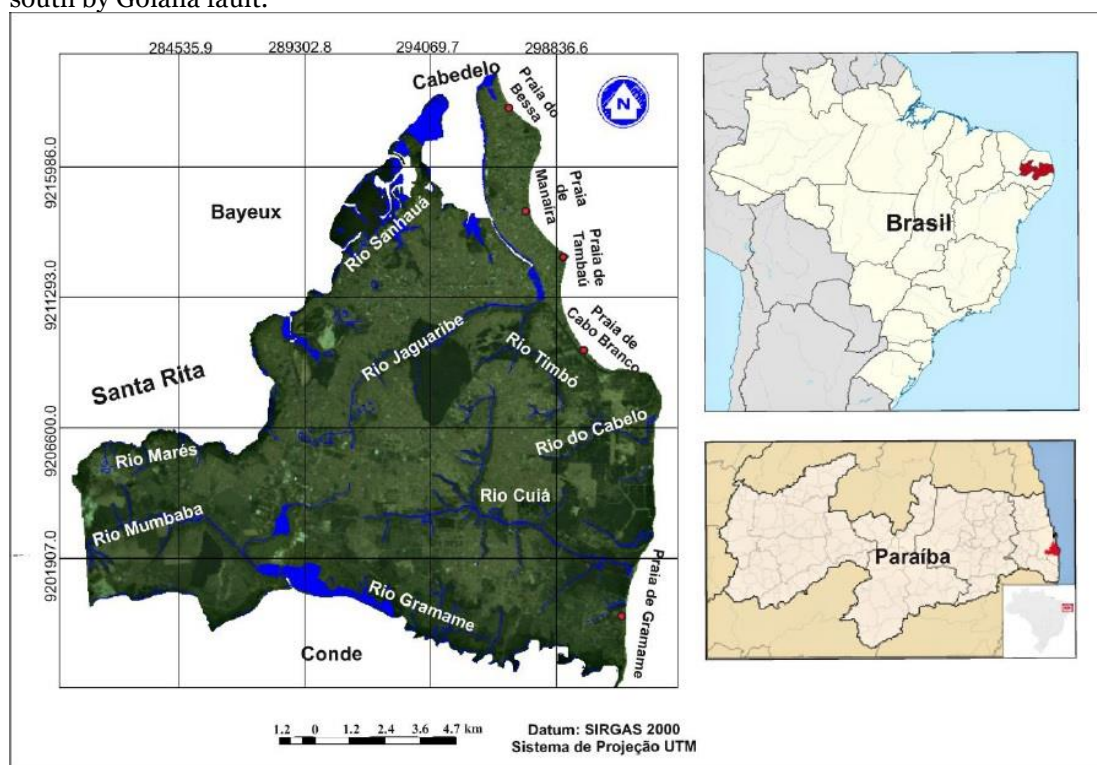 south by Goiana fault.
284535.9 289302.8 294069.7 298836.6
Cabedelo
Praia do
Bessa
N
9215986.0
Bayeux
Rio Sanhauá
Praia
de
Manaíra
Praia de
Tambaú
Brasil
9211293.0
Praia de
Cabo Branco
Rio Jaguaribe
Rio Timbó
Santa Rita
9206600.0
Rio do Cabelo
Rio Marés
Rio Cuiá
Rio Mumbaba
9201907.0
Paraíba
Rio Gramame
Praia de Gramame
Conde
1.2 0 1.2 2.4 3.6 4.7 km
Datum: SIRGAS 2000
Sistema de Projeção UTM